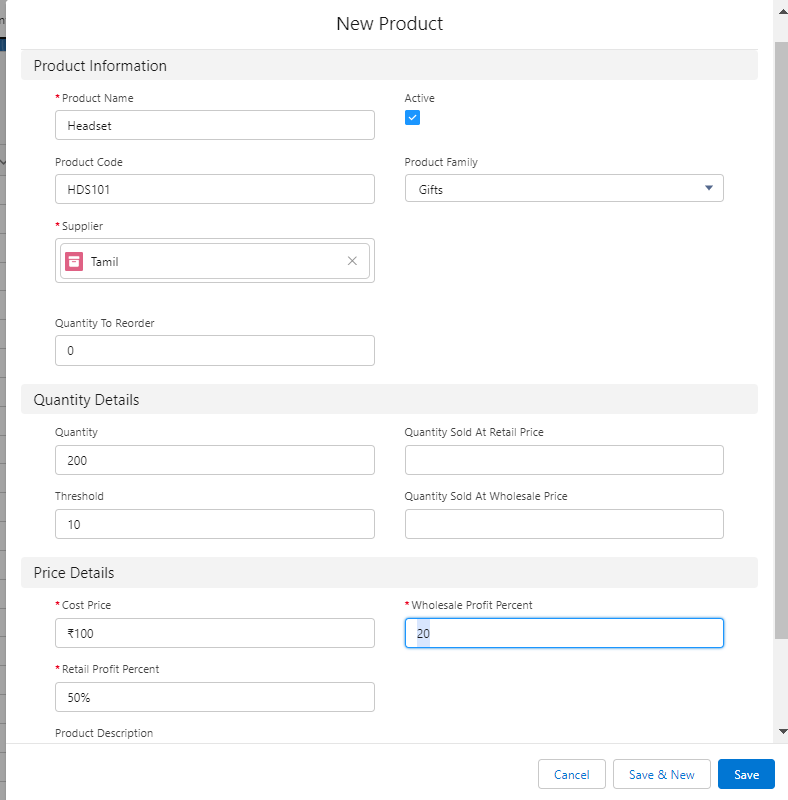 New Product
Product Information
* Product Name
Active
Headset
Product Code
Product Family
HDS101
Gifts
* Supplier
Tamil
Quantity To Reorder
0
Quantity Details
Quantity
Quantity Sold At Retail Price
200
Threshold
Quantity Sold At Wholesale Price
10
Price Details
* Cost Price
* Wholesale Profit Percent
₹100
20
* Retail Profit Percent
50%
Product Description
Cancel
Save & New
Save